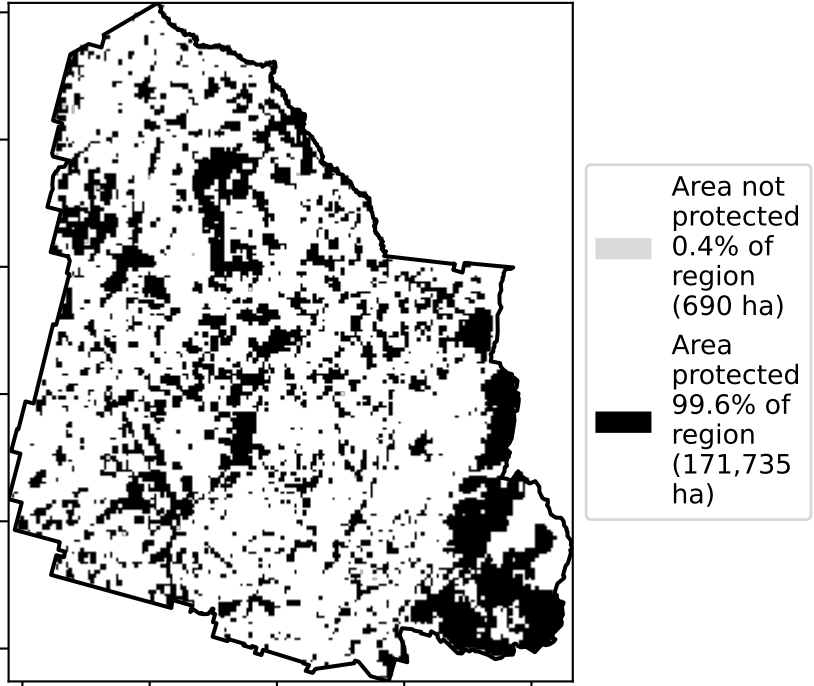 Area not
protected
0.4% of
region
(690 ha)
Area
protected
99.6% of
region
(171,735
ha)